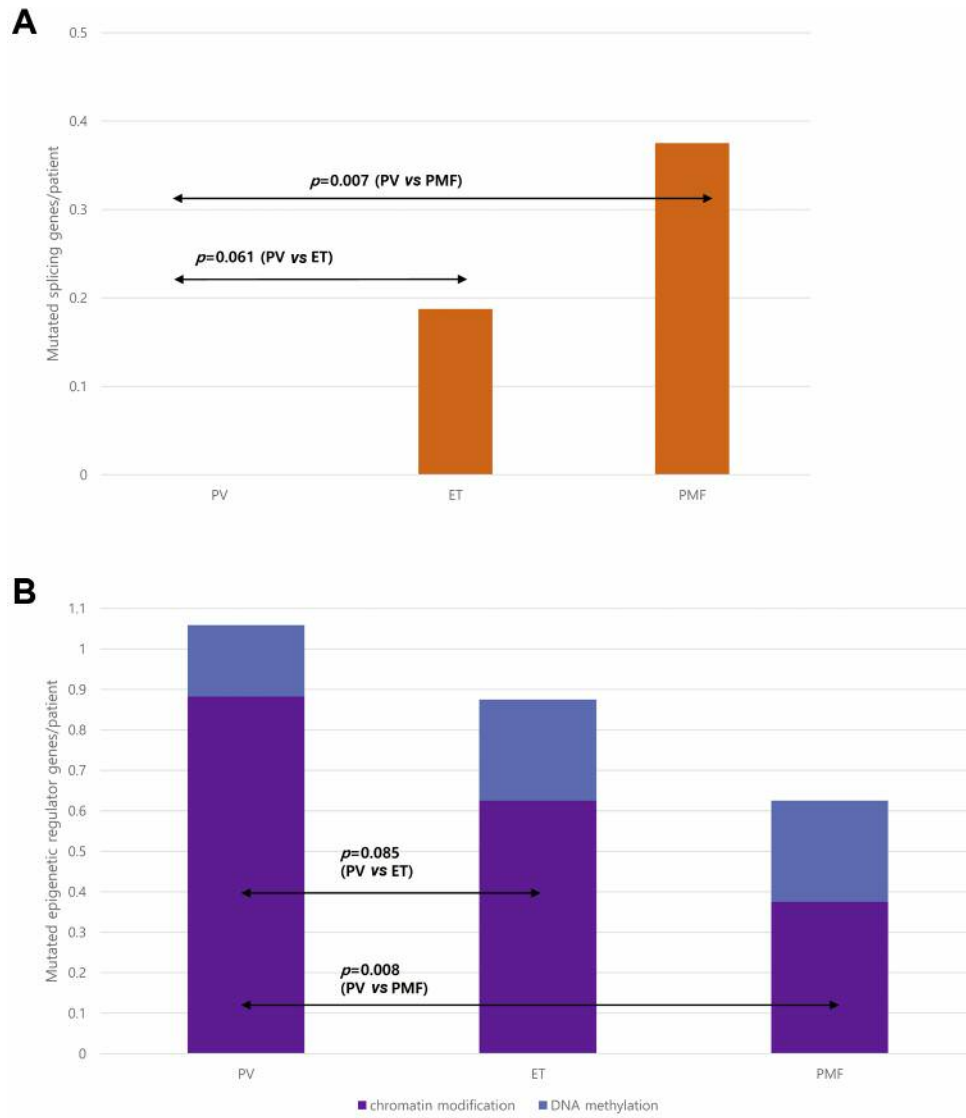 A
Mutated splicing genes/patient
0.5
0.4
0.3
0.2
0.1
0
p=0.007 (PV vs PMF)
p=0.061 (PV vs ET)
PV ET PMF
B
Mutated epigenetic regulator genes/patient
1.1
1
0.9
0.8
0.7
0.6
0.5
0.4
0.3
0.2
0.1
0
p=0.085
(PV vs ET)
p=0.008
(PV vs PMF)
PV ET PMF
chromatin modification DNA methylation